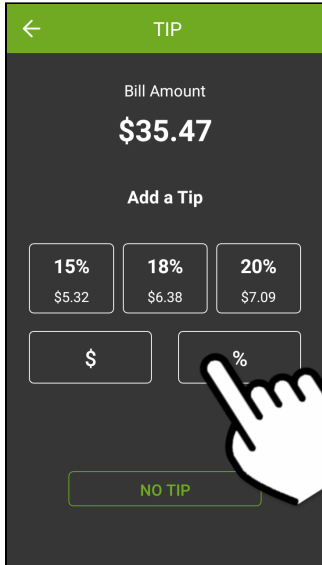 TIP
Bill Amount
$35.47
Add a Tip
15% 18% 20%
$5.32 $6.38 $7.09
$ %
NO TIP